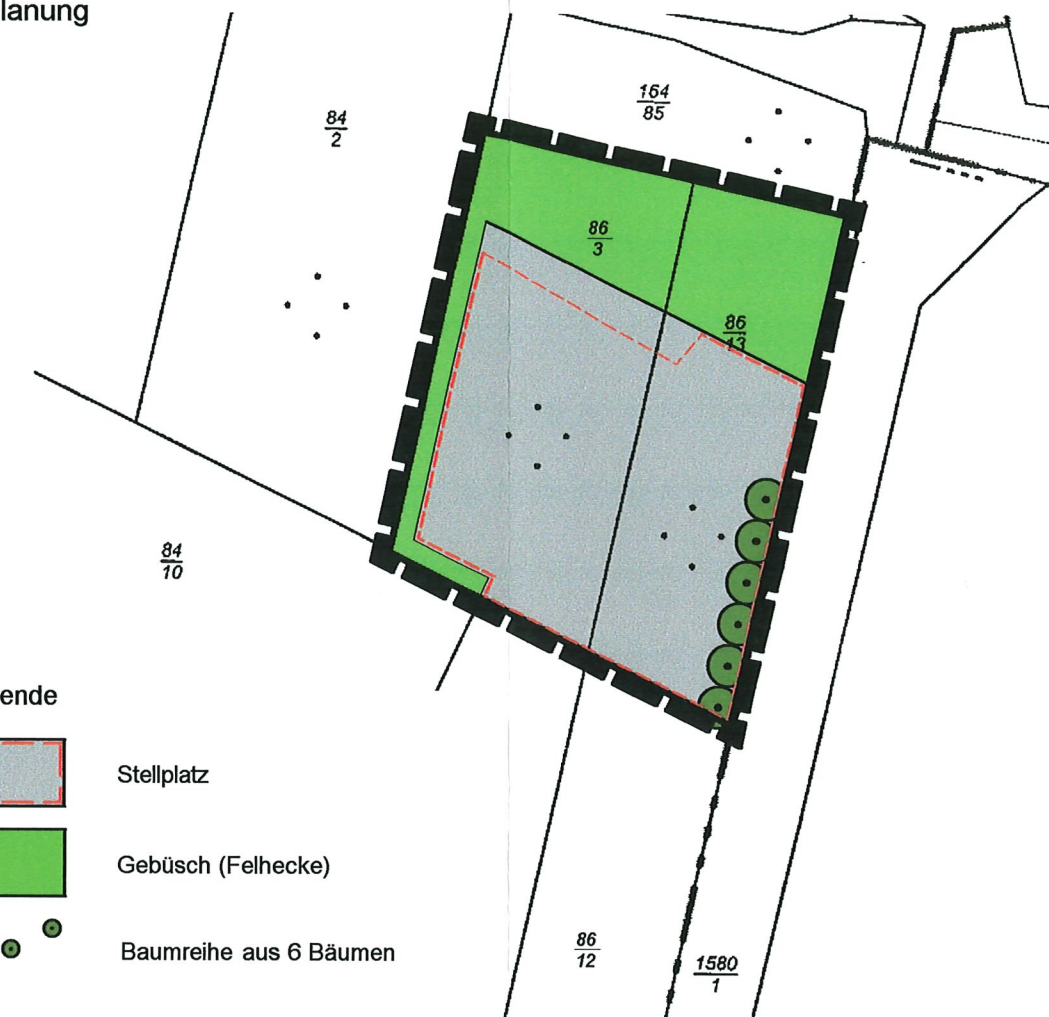 lanung
164
85
84
2
86
3
86
13
84
10
ende
Stellplatz
Gebüsch (Felhecke)
Baumreihe aus 6 Bäumen
86
12
1580
1